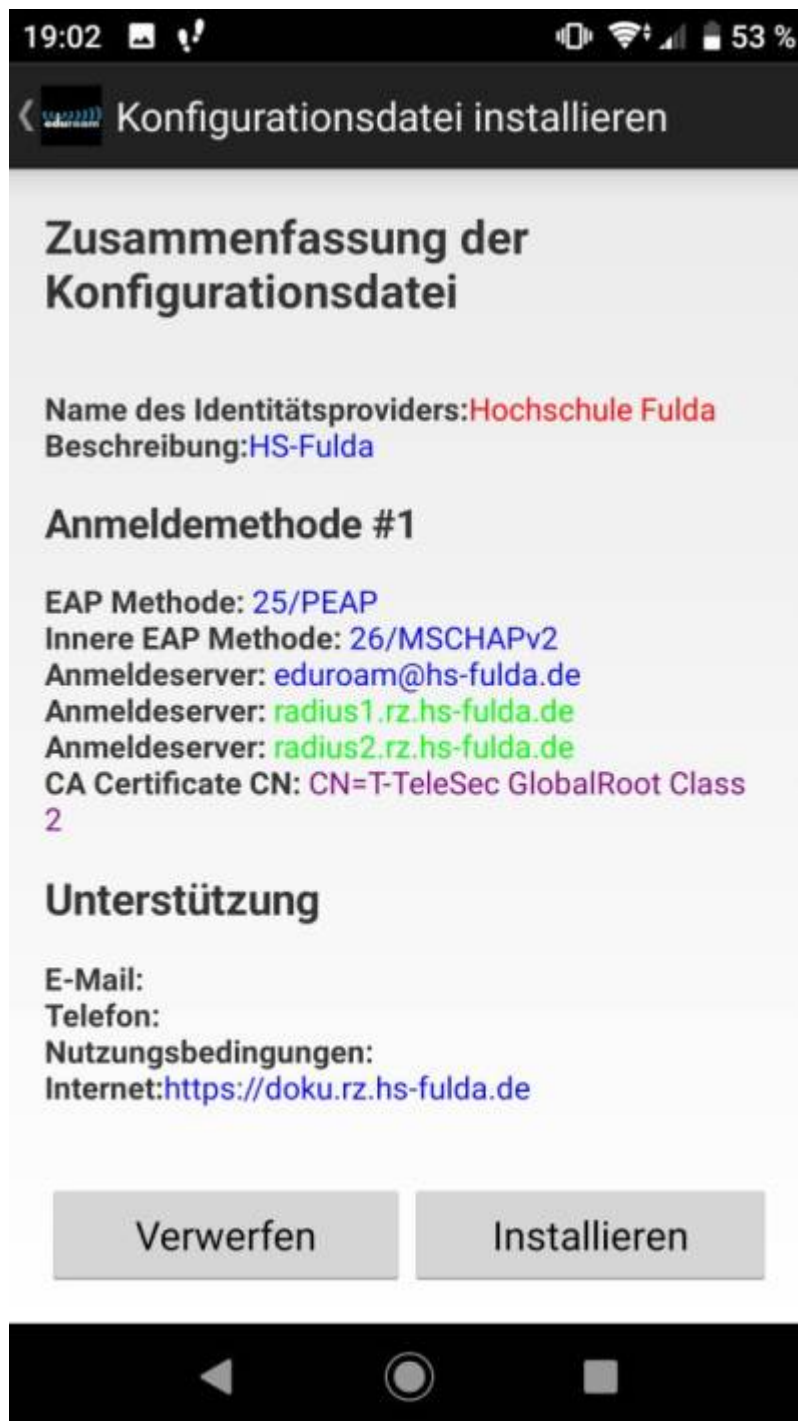 19:02
53 %
eduroam
Konfigurationsdatei installieren
Zusammenfassung der
Konfigurationsdatei
Name des Identitätsproviders:Hochschule Fulda
Beschreibung:HS-Fulda
Anmeldemethode #1
EAP Methode: 25/PEAP
Innere EAP Methode: 26/MSCHAPv2
Anmeldeserver: eduroam@hs-fulda.de
Anmeldeserver: radius1.rz.hs-fulda.de
Anmeldeserver: radius2.rz.hs-fulda.de
CA Certificate CN: CN=T-TeleSec GlobalRoot Class
2
Unterstützung
E-Mail:
Telefon:
Nutzungsbedingungen:
Internet:https://doku.rz.hs-fulda.de
Verwerfen
Installieren